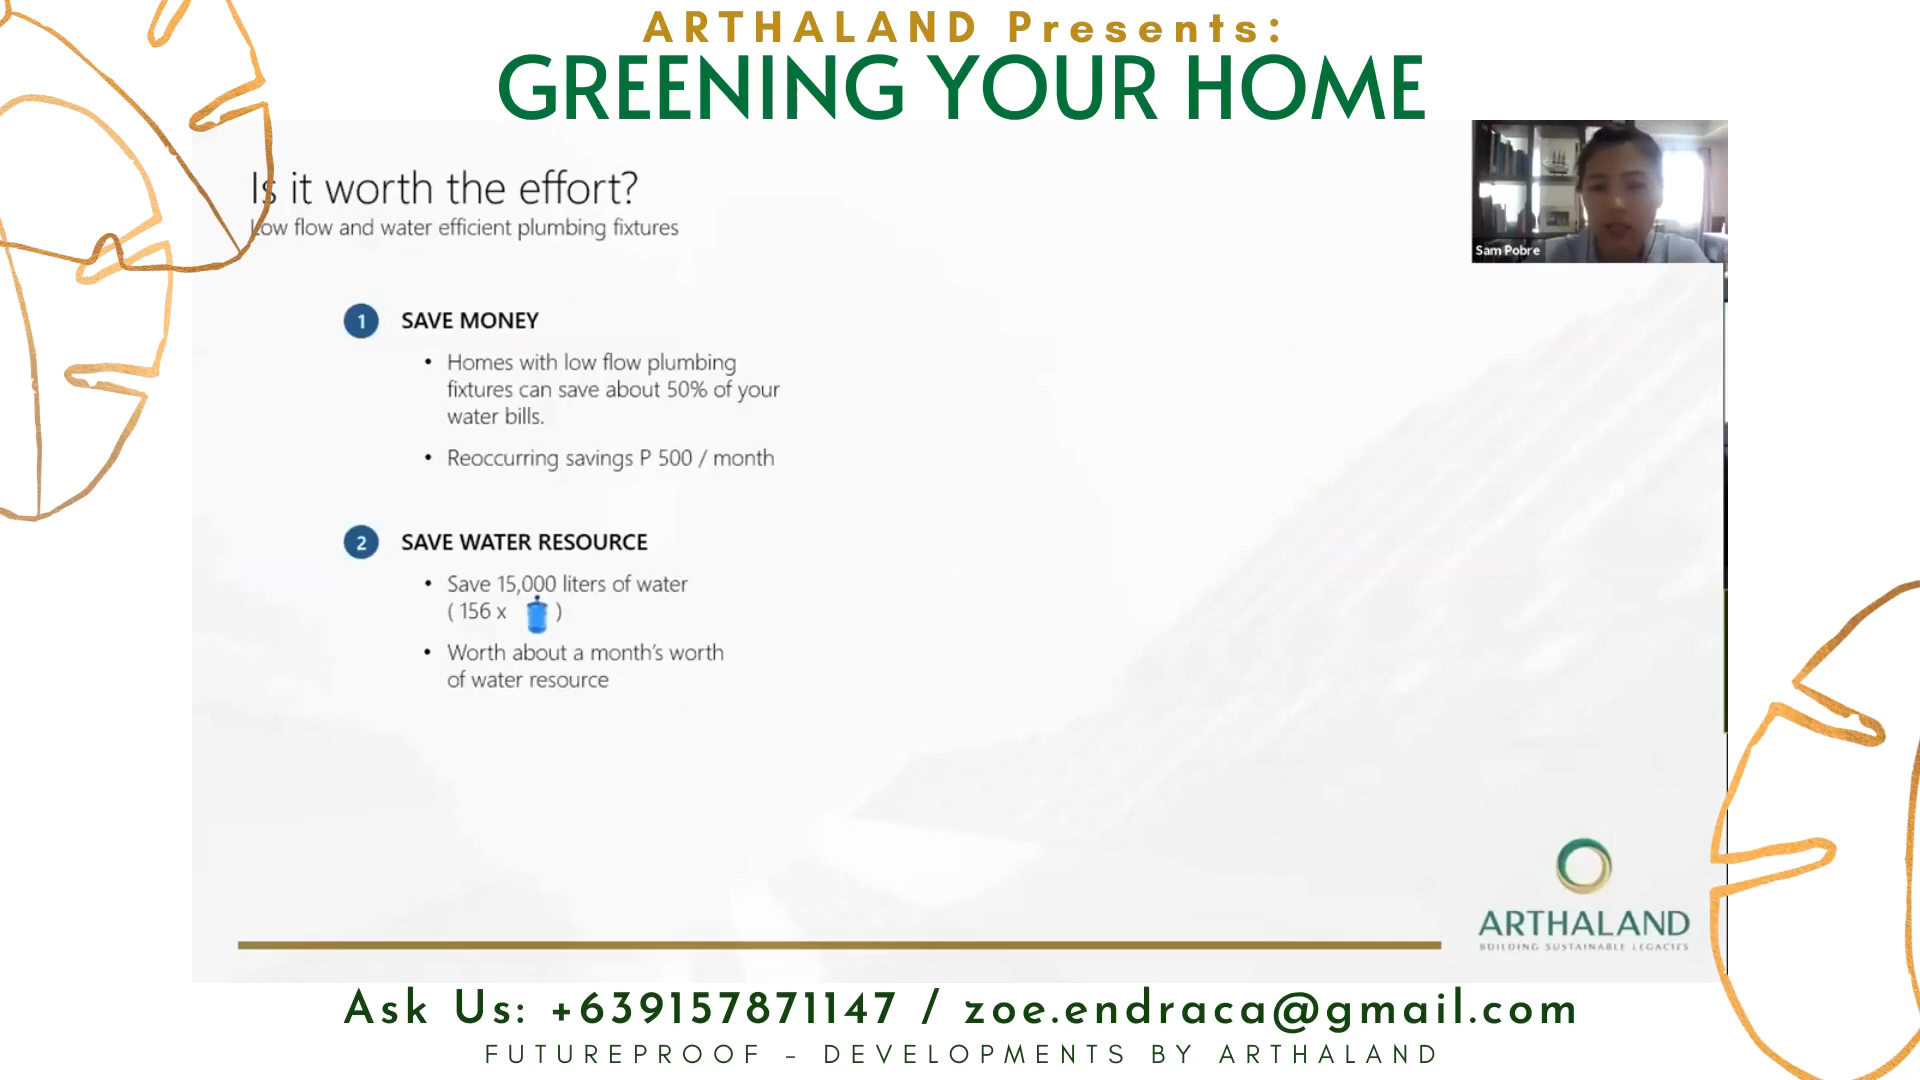 ARTHALAND Presents:
GREENING YOUR HOME
Is it worth the effort?
Low flow and water efficient plumbing fixtures
Sam Pobre
1 SAVE MONEY
• Homes with low flow plumbing
fixtures can save about 50% of your
water bills.
• Reoccurring savings P 500 / month
2 SAVE WATER RESOURCE
• Save 15,000 liters of water
( 156 x )
• Worth about a month's worth
of water resource
ARTHALAND
BUILDING SUSTAINABLE LEGACIES
Ask Us: +639157871147 / zoe.endraca@gmail.com
FUTUREPROOF – DEVELOPMENTS BY ARTHALAND